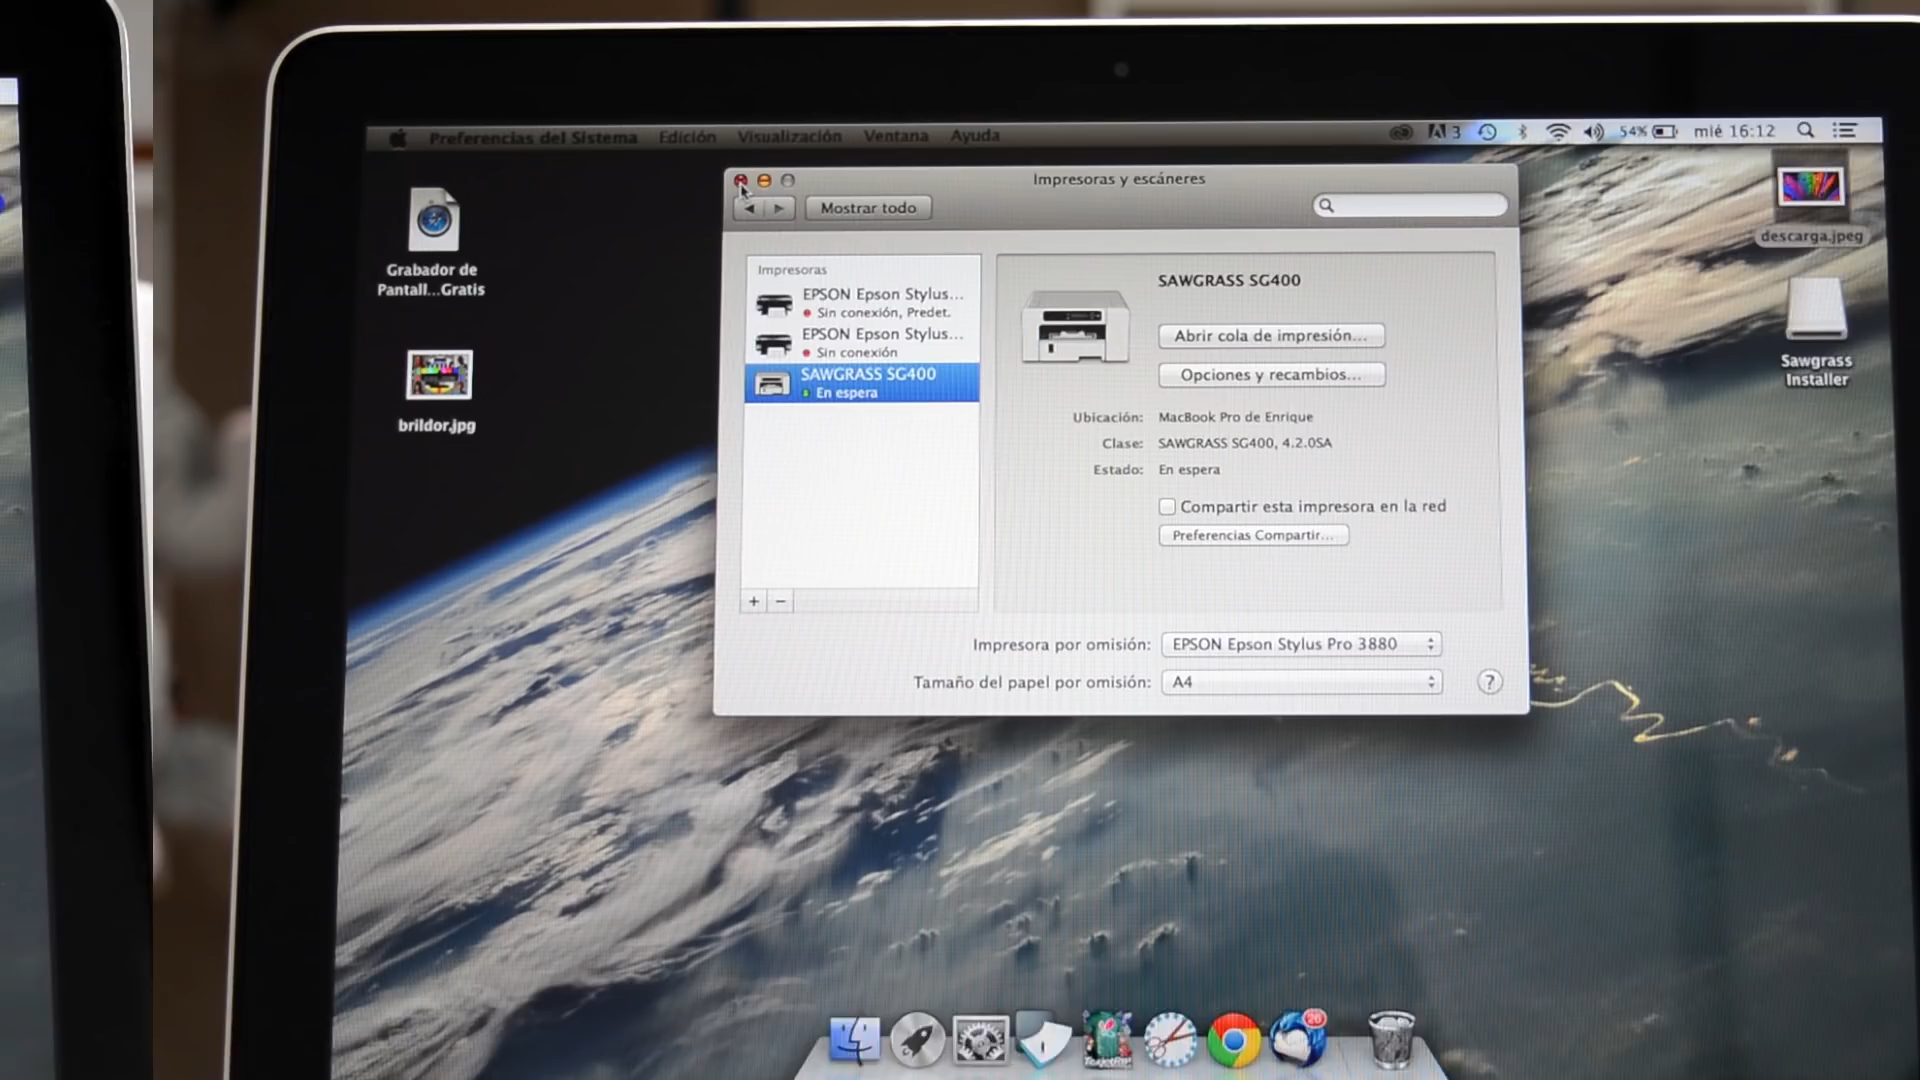 Preferencias del Sistema Edición Visualización Ventana Ayuda
3 54% mié 16:12
Impresoras y escáneres
Mostrar todo
Grabador de
Pantall...Gratis
brildor.jpg
descarga.jpeg
Sawgrass
Installer
Impresoras
EPSON Epson Stylus...
Sin conexión, Predet.
EPSON Epson Stylus...
Sin conexión
SAWGRASS SG400
En espera
+ −
SAWGRASS SG400
Abrir cola de impresión...
Opciones y recambios...
Ubicación: MacBook Pro de Enrique
Clase: SAWGRASS SG400, 4.2.0SA
Estado: En espera
Compartir esta impresora en la red
Preferencias Compartir...
Impresora por omisión: EPSON Epson Stylus Pro 3880
Tamaño del papel por omisión: A4
?
20